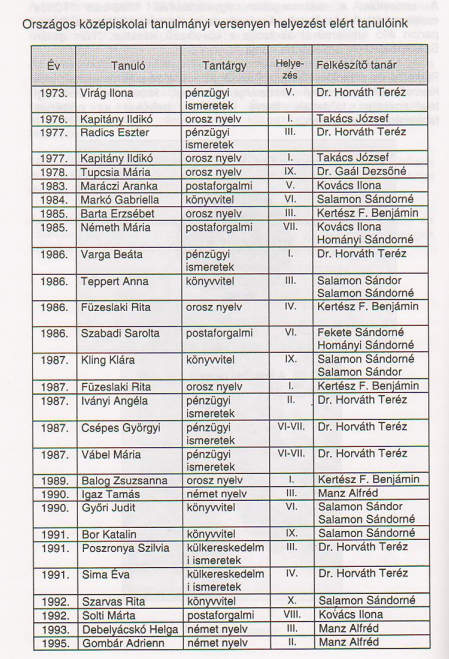 Országos középiskolai tanulmányi versenyen helyezést elért tanulóink
Év Tanuló Tantárgy Helye-zés Felkészítő tanár
1973. Virág Ilona pénzügyi V. Dr. Horváth Teréz
ismeretek
1976. Kapitány Ildikó orosz nyelv I. Takács József
1977. Radics Eszter pénzügyi III. Dr. Horváth Teréz
ismeretek
1977. Kapitány Ildikó orosz nyelv I. Takács József
1978. Tupcsia Mária orosz nyelv IX. Dr. Gaál Dezsőné
1983. Maráczi Aranka postaforgalmi V. Kovács Ilona
1984. Markó Gabriella könyvvitel VI. Salamon Sándorné
1985. Barta Erzsébet orosz nyelv III. Kertész F. Benjámin
1985. Németh Mária postaforgalmi VII. Kovács Ilona
Hományi Sándorné
1986. Varga Beáta pénzügyi I. Dr. Horváth Teréz
ismeretek
1986. Teppert Anna könyvvitel III. Salamon Sándor
Salamon Sándorné
1986. Füzeslaki Rita orosz nyelv IV. Kertész F. Benjámin
1986. Szabadi Sarolta postaforgalmi VI. Fekete Sándorné
Hományi Sándorné
1987. Kling Klára könyvvitel IX. Salamon Sándorné
Salamon Sándor
1987. Füzeslaki Rita orosz nyelv I. Kertész F. Benjámin
1987. Iványi Angéla pénzügyi II. Dr. Horváth Teréz
ismeretek
1987. Csépes Györgyi pénzügyi VI-VII. Dr. Horváth Teréz
ismeretek
1987. Vábel Mária pénzügyi VI-VII. Dr. Horváth Teréz
ismeretek
1989. Balog Zsuzsanna orosz nyelv I. Kertész F. Benjámin
1990. Igaz Tamás német nyelv III. Manz Alfréd
1990. Győri Judit könyvvitel VI. Salamon Sándor
Salamon Sándorné
1991. Bor Katalin könyvvitel IX. Salamon Sándorné
1991. Poszronya Szilvia külkereskedelm III. Dr. Horváth Teréz
i ismeretek
1991. Sima Éva külkereskedelm IV. Dr. Horváth Teréz
i ismeretek
1992. Szarvas Rita könyvvitel X. Salamon Sándorné
1992. Solti Márta postaforgalmi VIII. Kovács Ilona
1993. Debelyácskó Helga német nyelv III. Manz Alfréd
1995. Gombár Adrienn német nyelv II. Manz Alfréd